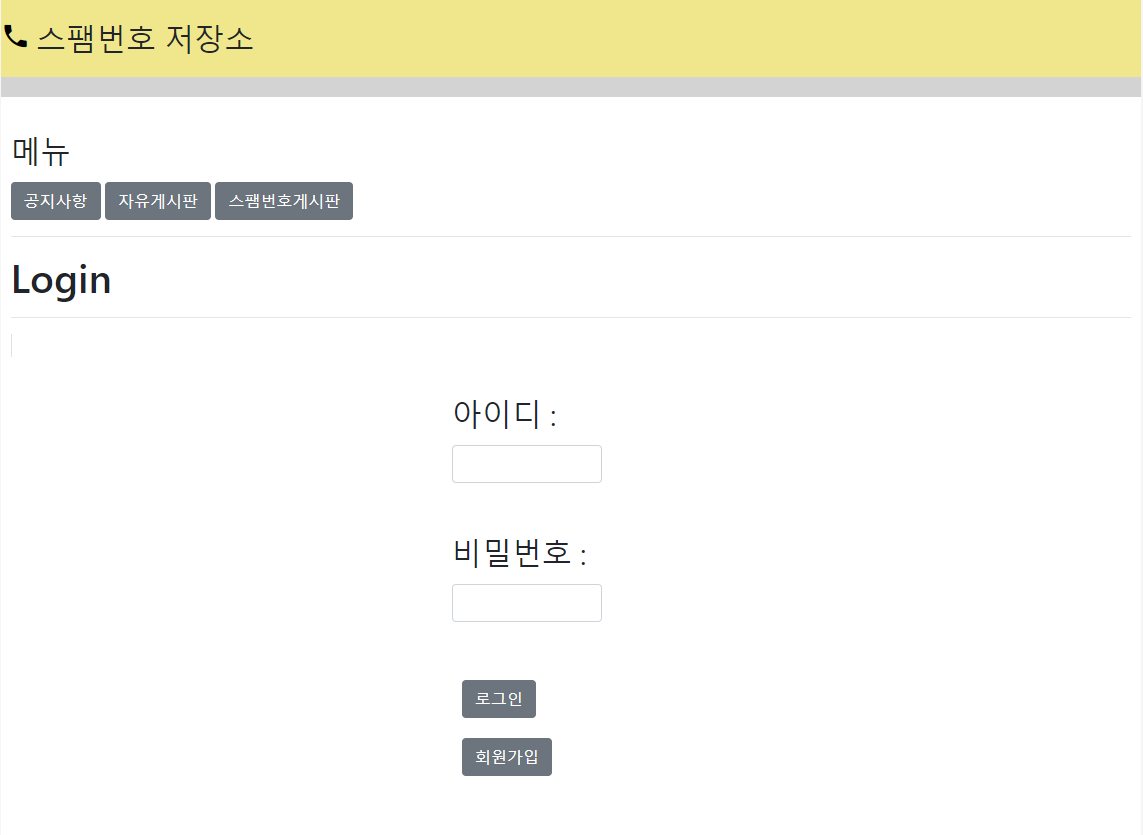 스팸번호 저장소
메뉴
공지사항 자유게시판 스팸번호게시판
Login
아이디 :
비밀번호 :
로그인
회원가입